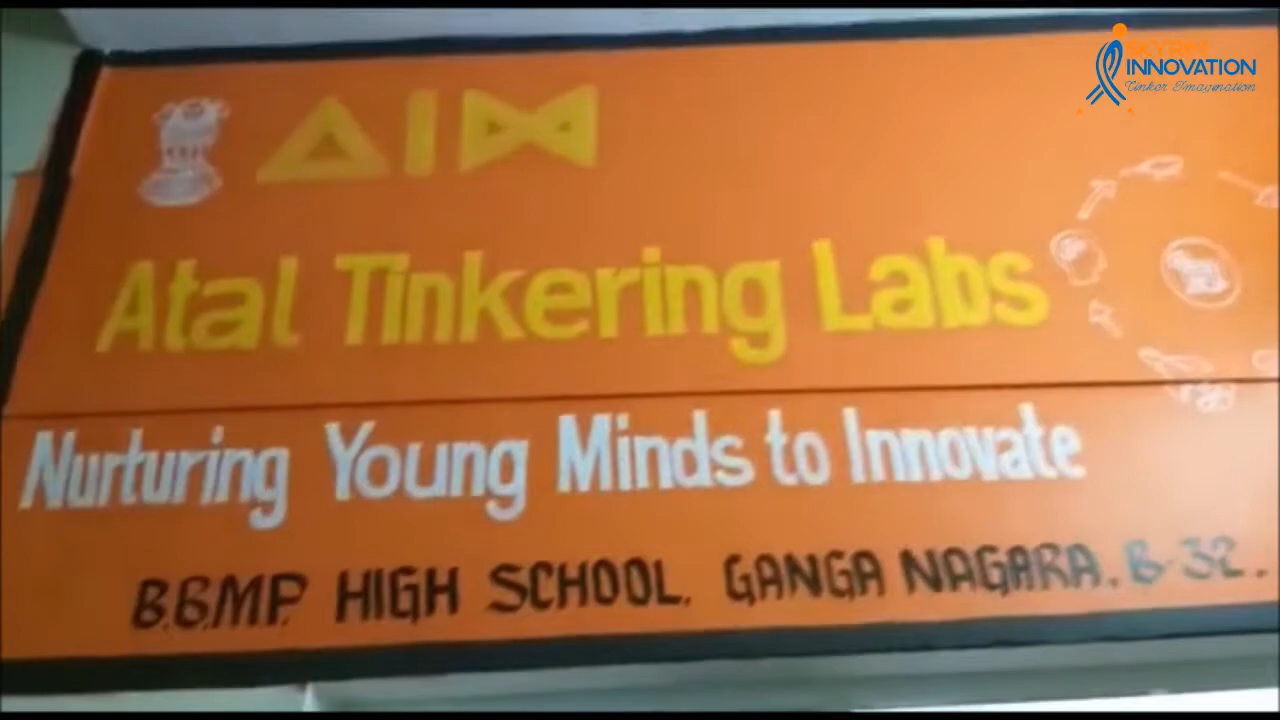 INNOVATION
Tinker Imagination
AIM
Atal Tinkering Labs
Nurturing Young Minds to Innovate
B.B.M.P. HIGH SCHOOL. GANGA NAGARA. B-32.